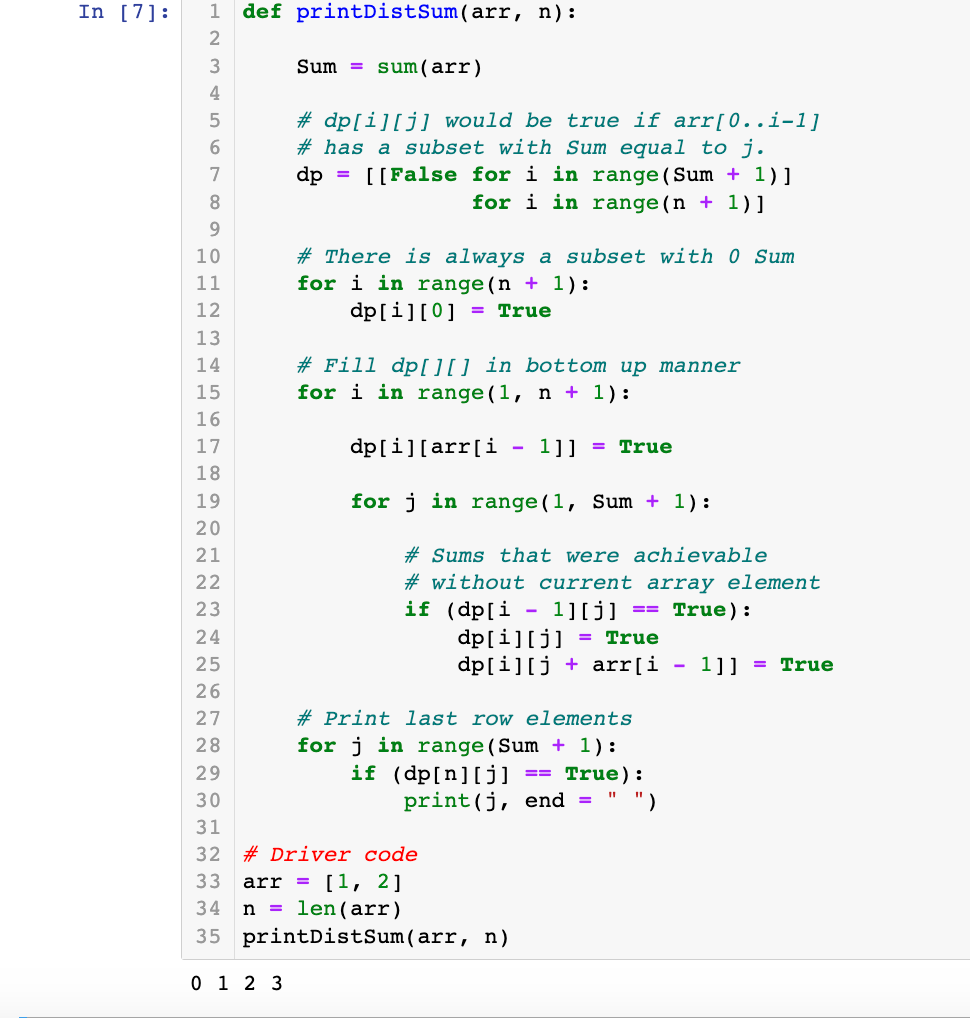 In [7]:
1 def printDistSum(arr, n):
2
3     Sum = sum(arr)
4
5     # dp[i][j] would be true if arr[0..i-1]
6     # has a subset with Sum equal to j.
7     dp = [[False for i in range(Sum + 1)]
8                  for i in range(n + 1)]
9
10     # There is always a subset with 0 Sum
11     for i in range(n + 1):
12         dp[i][0] = True
13
14     # Fill dp[][] in bottom up manner
15     for i in range(1, n + 1):
16
17         dp[i][arr[i - 1]] = True
18
19         for j in range(1, Sum + 1):
20
21             # Sums that were achievable
22             # without current array element
23             if (dp[i - 1][j] == True):
24                 dp[i][j] = True
25                 dp[i][j + arr[i - 1]] = True
26
27     # Print last row elements
28     for j in range(Sum + 1):
29         if (dp[n][j] == True):
30             print(j, end = " ")
31
32 # Driver code
33 arr = [1, 2]
34 n = len(arr)
35 printDistSum(arr, n)
0 1 2 3